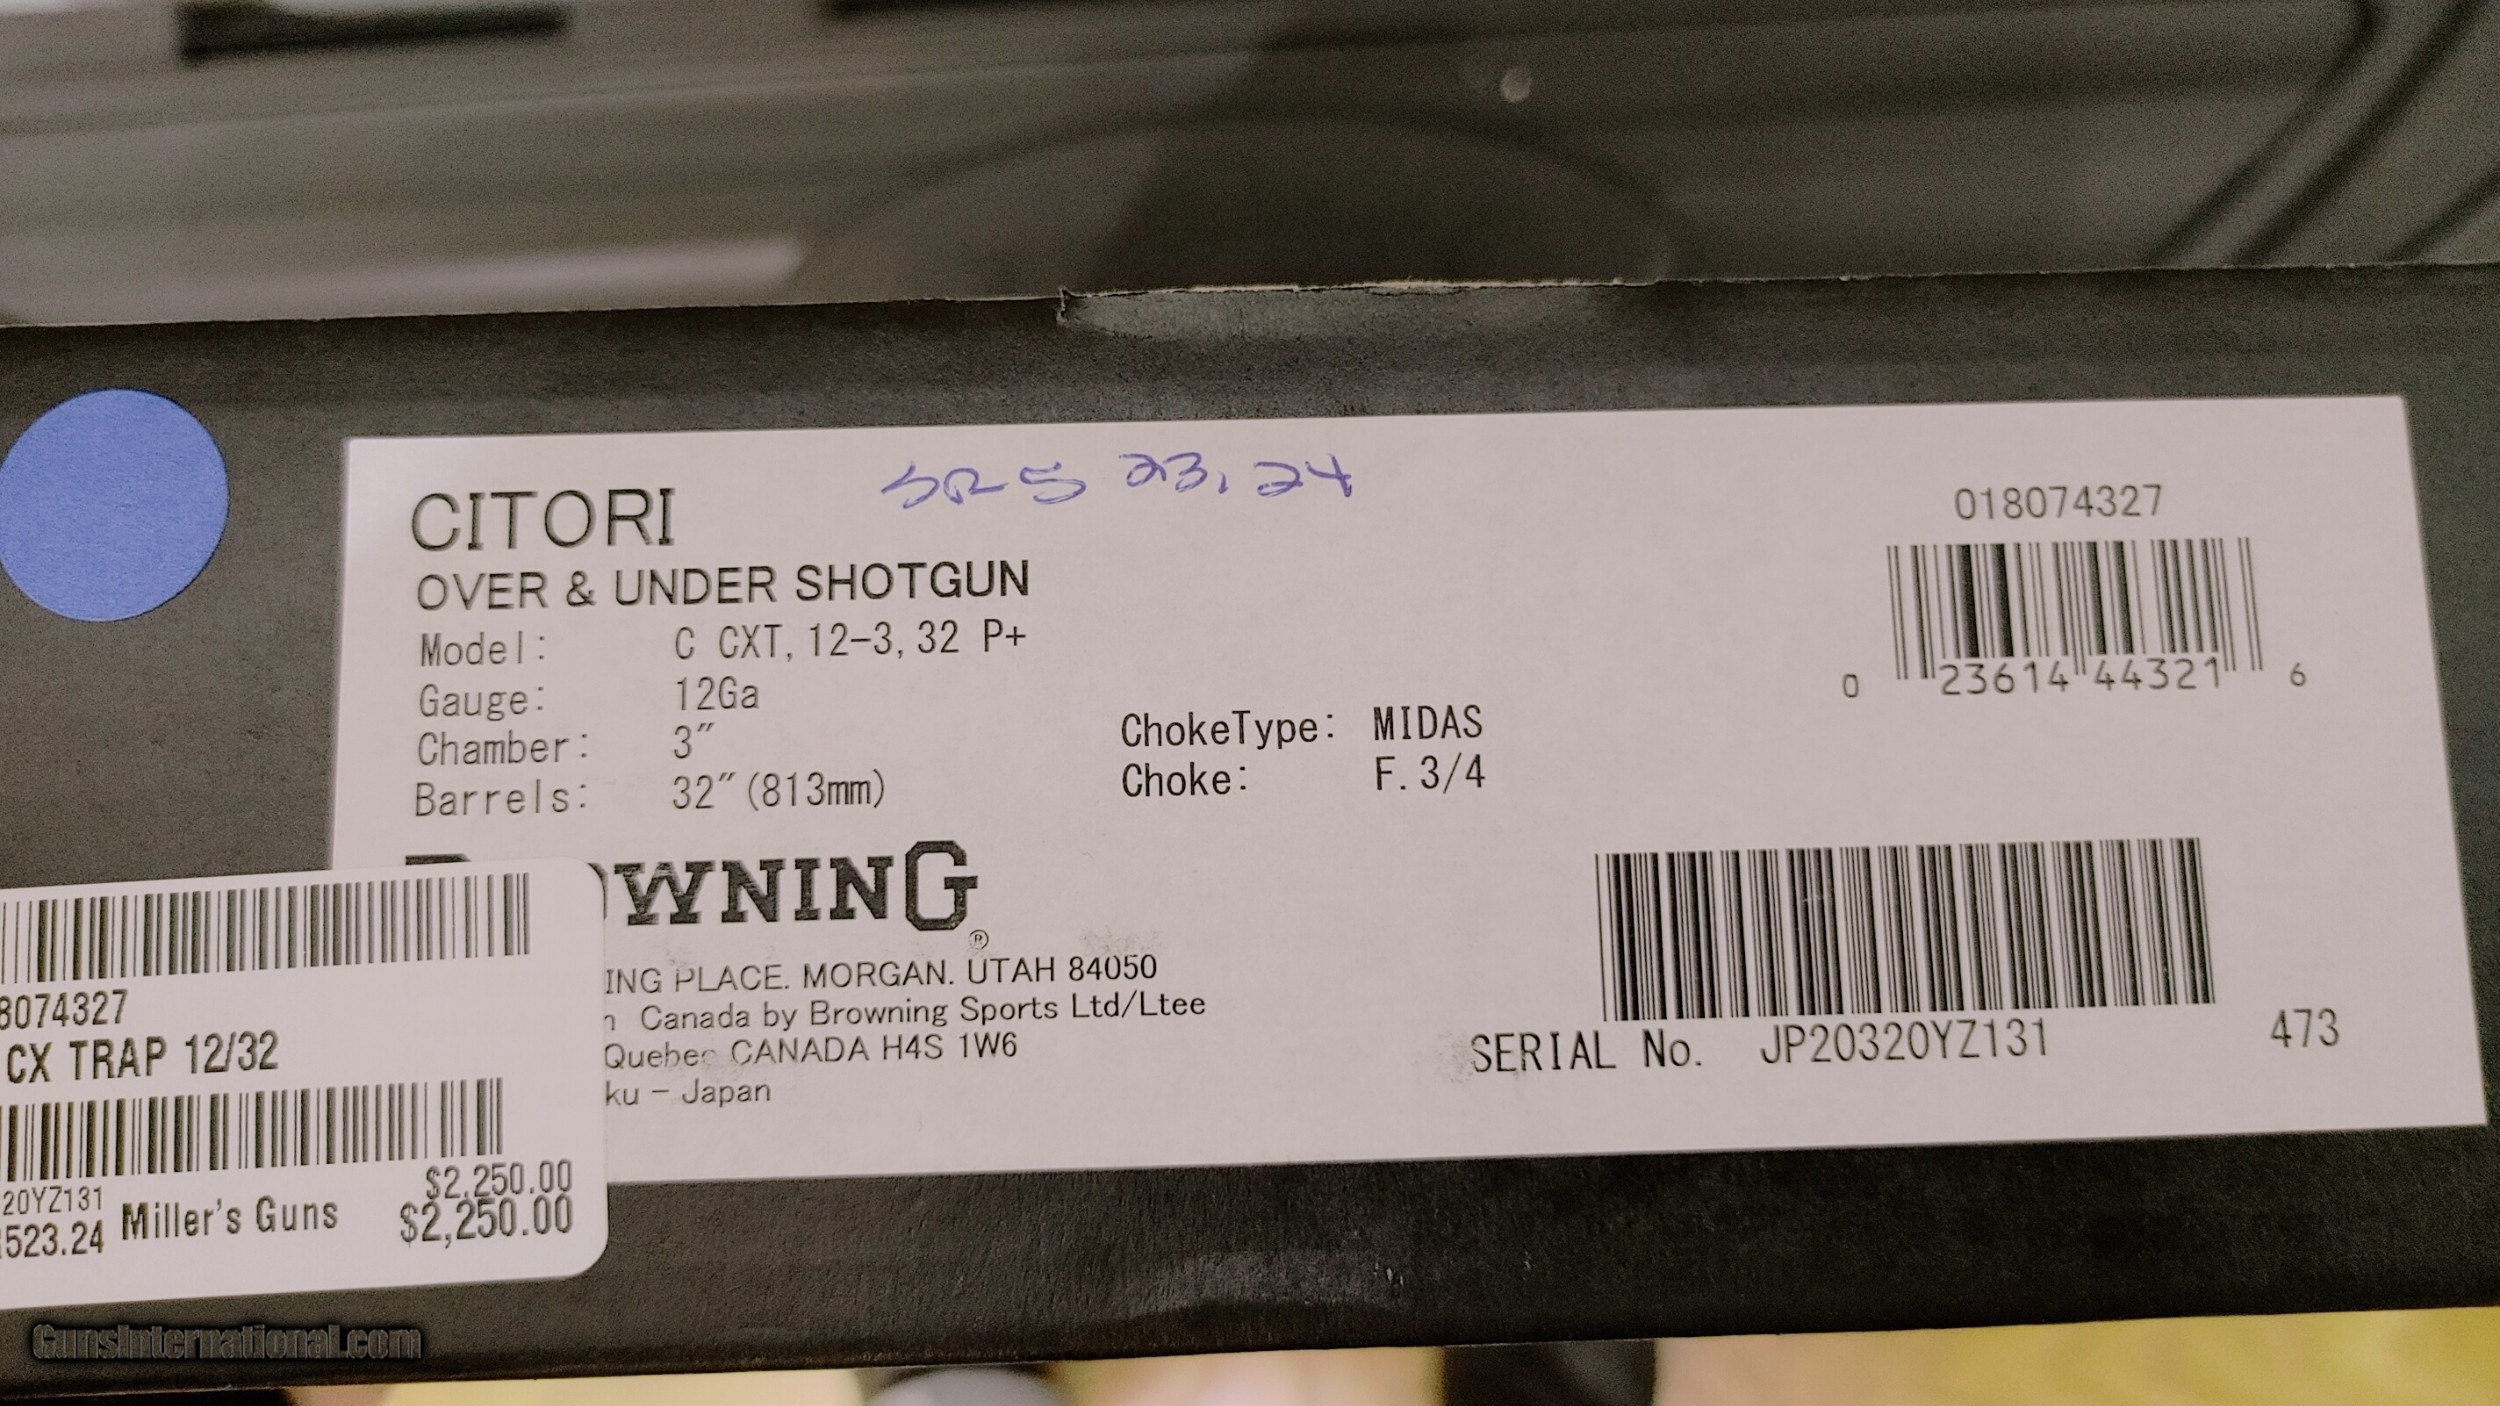 23, 24
CITORI
OVER & UNDER SHOTGUN
Model: C CXT, 12-3, 32 P+
Gauge: 12Ga
Chamber: 3"
Barrels: 32"(813mm)
ChokeType: MIDAS
Choke: F. 3/4
018074327
0 23614 44321 6
WNING®
ING PLACE. MORGAN. UTAH 84050
n Canada by Browning Sports Ltd/Ltee
Quebec CANADA H4S 1W6
ku - Japan
SERIAL No. JP20320YZ131
473
8074327
CX TRAP 12/32
$2,250.00
20YZ131
523.24 Miller's Guns $2,250.00
GunsInternational.com